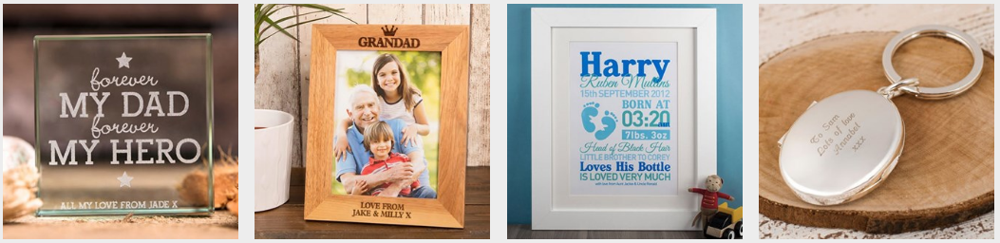 forever
MY DAD
forever
MY HERO
ALL MY LOVE FROM JADE X
GRANDAD
LOVE FROM
JAKE & MILLY X
Harry
Ruben Mullins
15th SEPTEMBER 2012
BORN AT
03:20
am
7lbs. 3oz
Head of Black Hair
LITTLE BROTHER TO COREY
Loves His Bottle
IS LOVED VERY MUCH
To Sam
Lots of love
Annabel
xxx